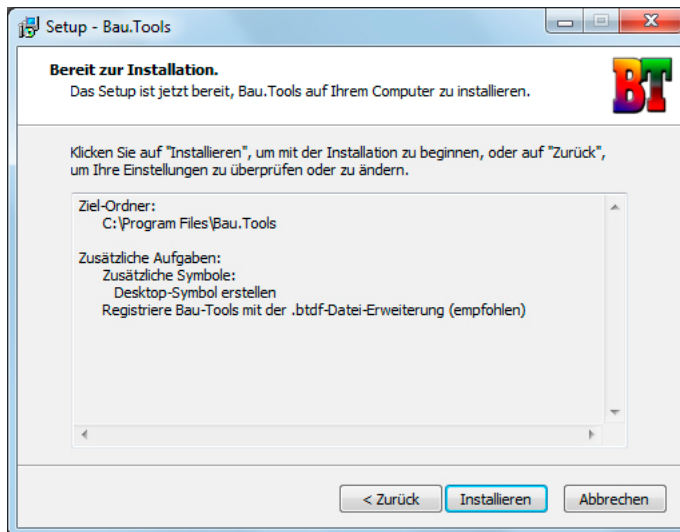 Setup - Bau.Tools
Bereit zur Installation.
Das Setup ist jetzt bereit, Bau.Tools auf Ihrem Computer zu installieren.
BT
Klicken Sie auf "Installieren", um mit der Installation zu beginnen, oder auf "Zurück",
um Ihre Einstellungen zu überprüfen oder zu ändern.
Ziel-Ordner:
C:\Program Files\Bau.Tools
Zusätzliche Aufgaben:
Zusätzliche Symbole:
Desktop-Symbol erstellen
Registriere Bau-Tools mit der .btdf-Datei-Erweiterung (empfohlen)
< Zurück
Installieren
Abbrechen